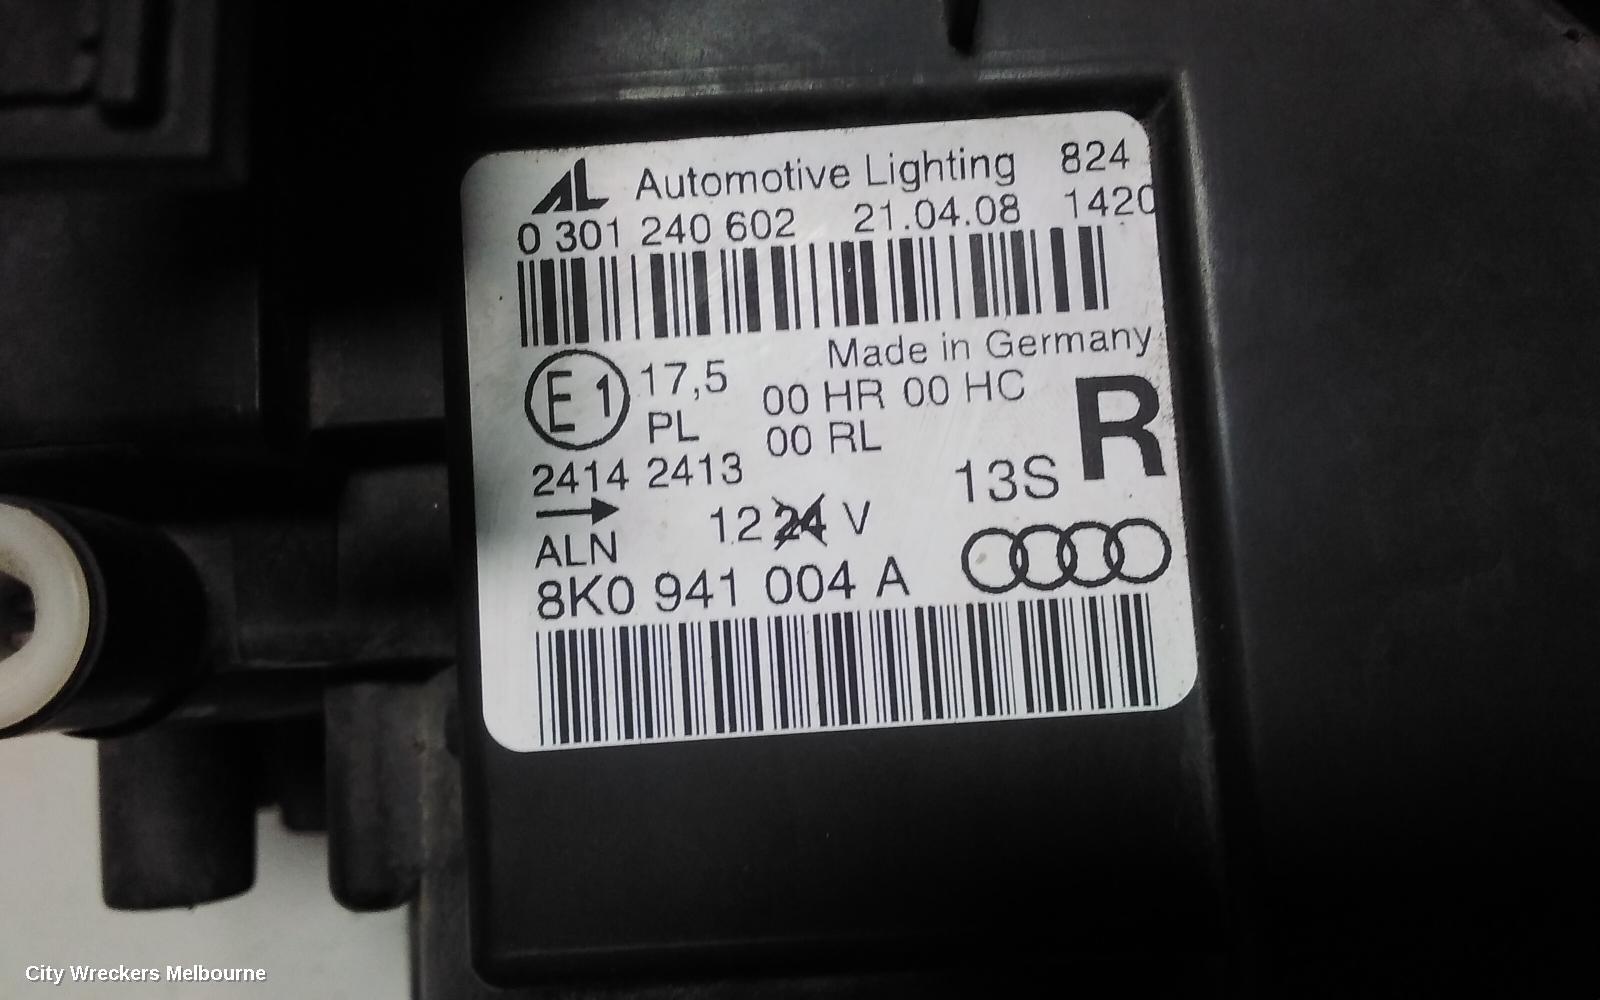 AL Automotive Lighting 824
0 301 240 602 21.04.08 1420
Made in Germany
E1 17,5 00 HR 00 HC
PL 00 RL
R
2414 2413 13S
12 24 V
ALN
8K0 941 004 A
City Wreckers Melbourne